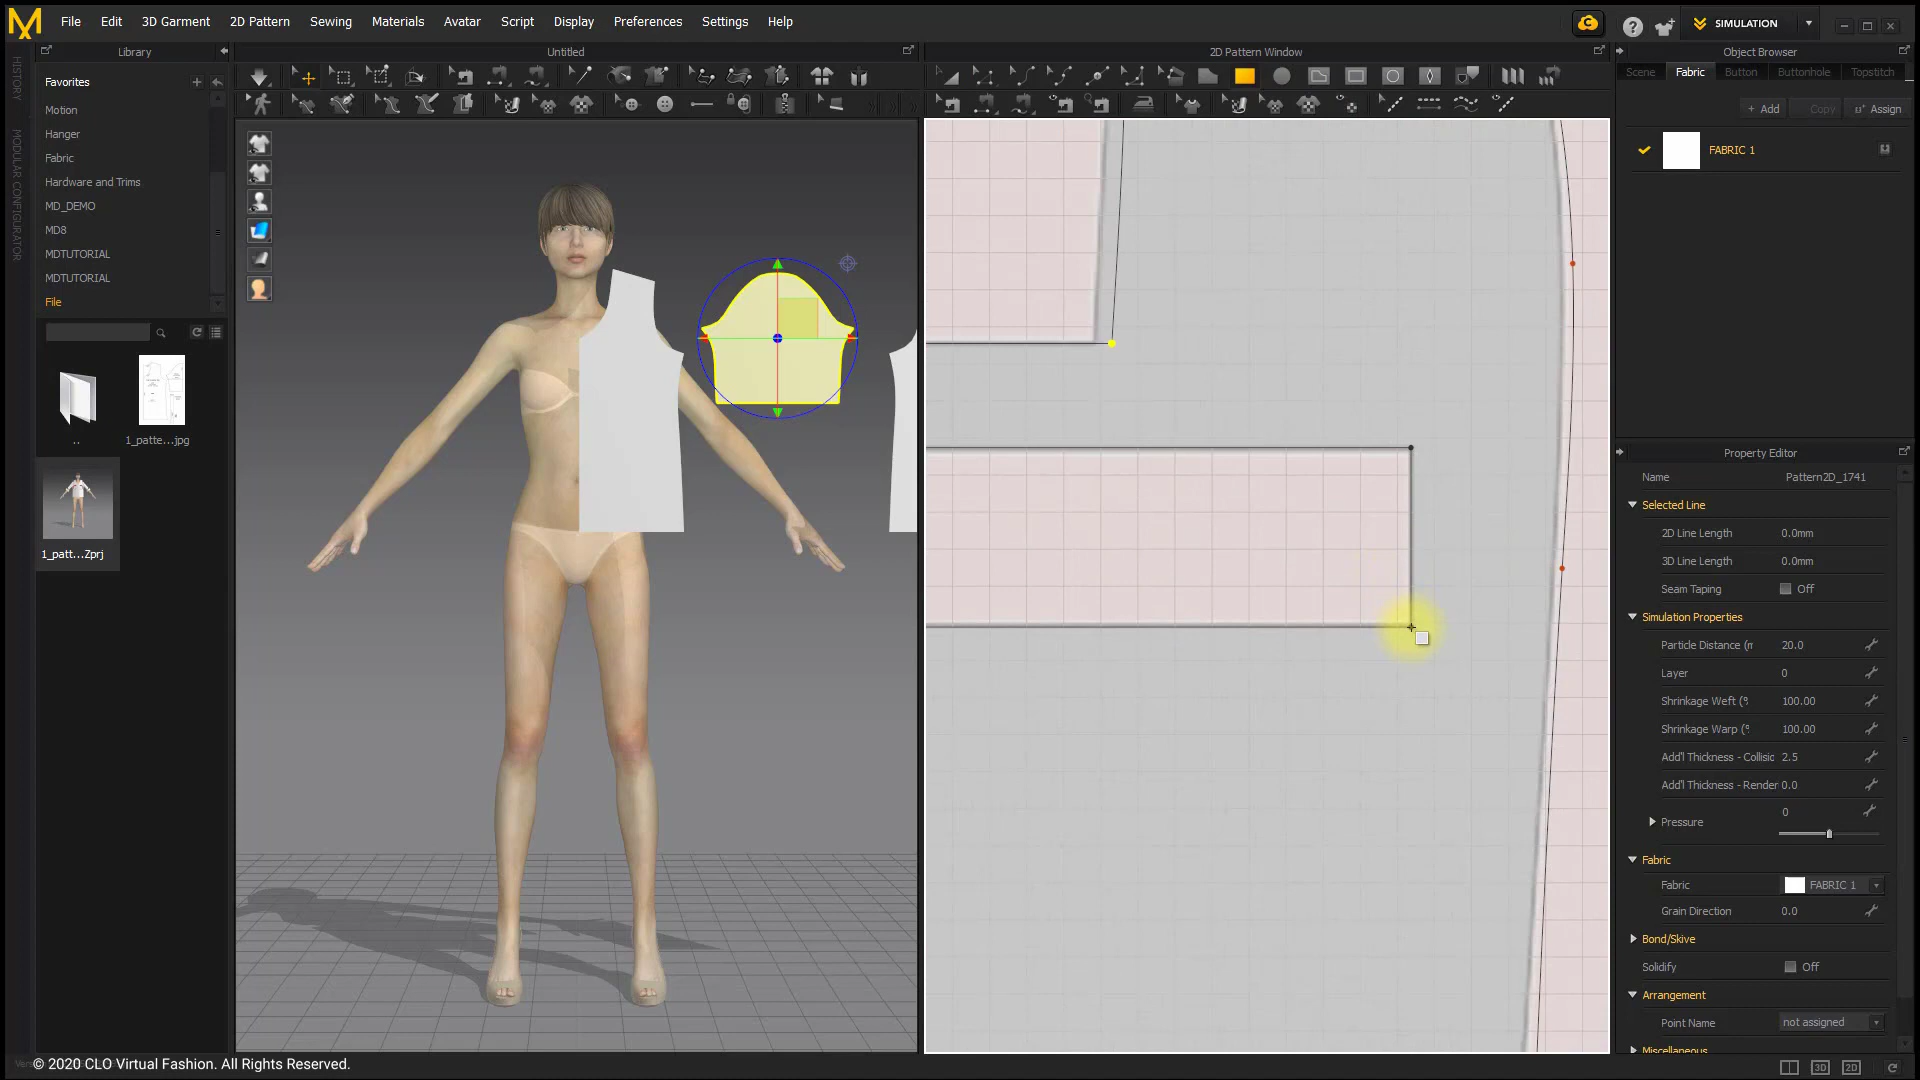 File Edit 3D Garment 2D Pattern Sewing Materials Avatar Script Display Preferences Settings Help
SIMULATION
Library
Untitled
2D Pattern Window
Object Browser
HISTORY
MODULAR CONFIGURATOR
Scene Fabric Button Buttonhole Topstitch
+ Add Copy Assign
FABRIC 1
Favorites
Motion
Hanger
Fabric
Hardware and Trims
MD_DEMO
MD8
MDTUTORIAL
MDTUTORIAL
File
..
1_patte...jpg
1_patt...Zprj
Property Editor
Name Pattern2D_1741
Selected Line
2D Line Length 0.0mm
3D Line Length 0.0mm
Seam Taping Off
Simulation Properties
Particle Distance (r 20.0
Layer 0
Shrinkage Weft (% 100.00
Shrinkage Warp (% 100.00
Add'l Thickness - Collisic 2.5
Add'l Thickness - Render 0.0
Pressure 0
Fabric
Fabric FABRIC 1
Grain Direction 0.0
Bond/Skive
Solidify Off
Arrangement
Point Name not assigned
Miscellaneous
© 2020 CLO Virtual Fashion. All Rights Reserved.
3D 2D